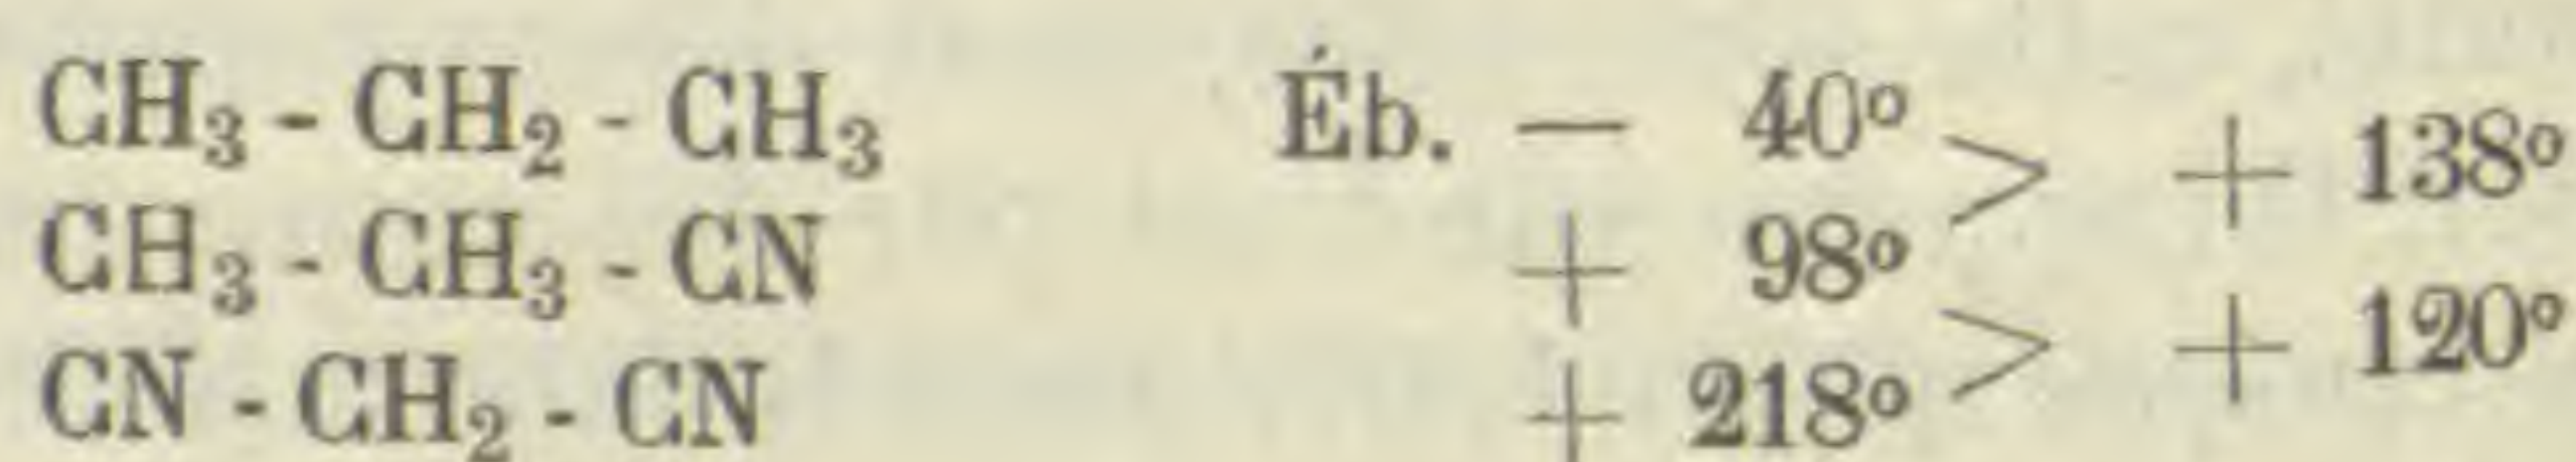 CH₃ - CH₂ - CH₃ Éb. — 40° > + 138°
CH₃ - CH₃ - CN + 98°
> + 120°
CN - CH₂ - CN + 218°